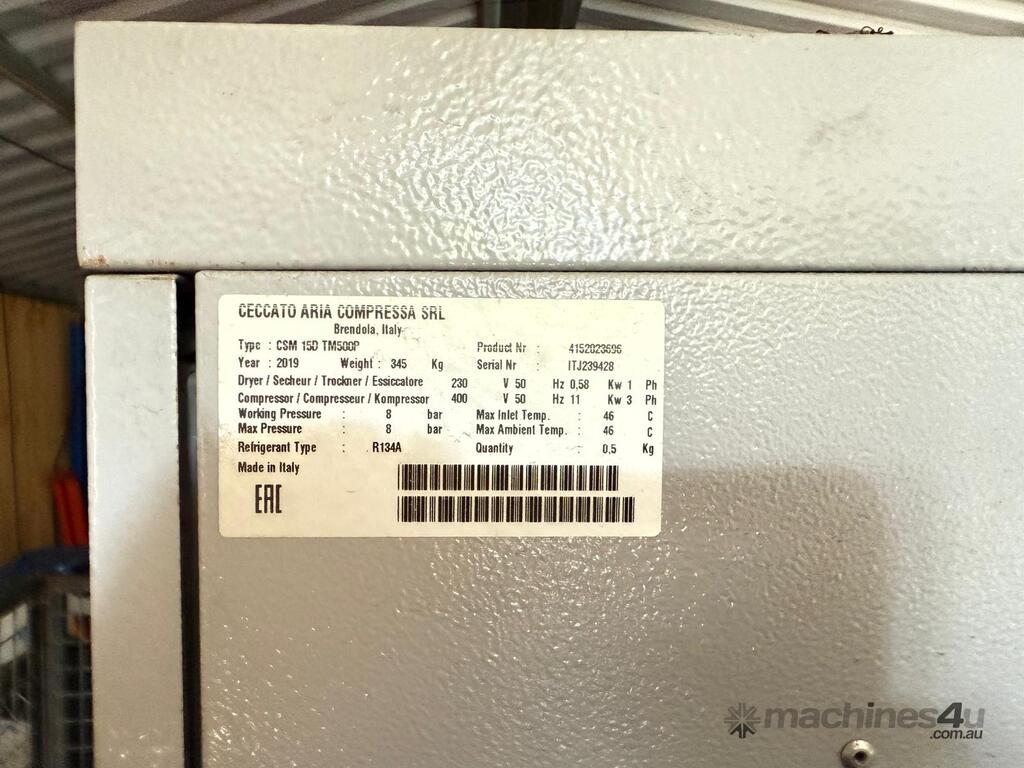 CECCATO ARIA COMPRESSA SRL
Brendola, Italy
Type : CSM 15D TM500P Product Nr : 4152023696
Year : 2019 Weight : 345 Kg Serial Nr : ITJ239428
Dryer / Secheur / Trockner / Essiccatore 230 V 50 Hz 0,58 Kw 1 Ph
Compressor / Compresseur / Kompressor 400 V 50 Hz 11 Kw 3 Ph
Working Pressure : 8 bar Max Inlet Temp. : 46 C
Max Pressure : 8 bar Max Ambient Temp. : 46 C
Refrigerant Type : R134A Quantity : 0,5 Kg
Made in Italy
EAC
machines4u
.com.au